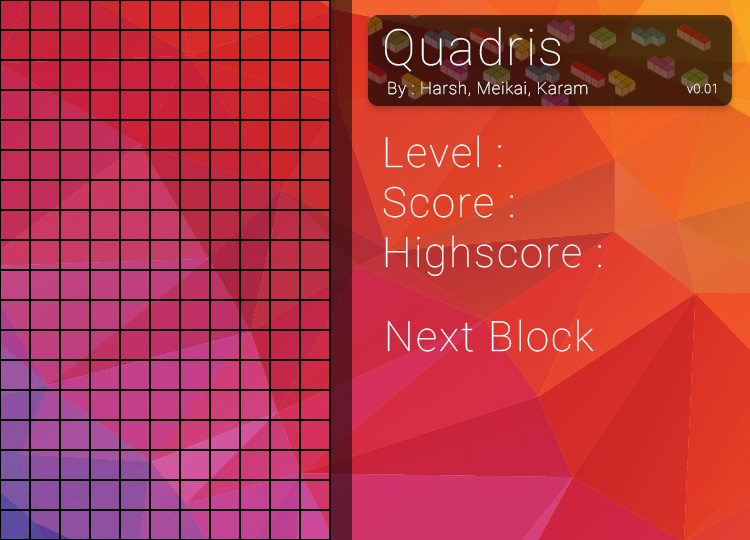 Quadris
By : Harsh, Meikai, Karam
v0.01
Level :
Score :
Highscore :
Next Block